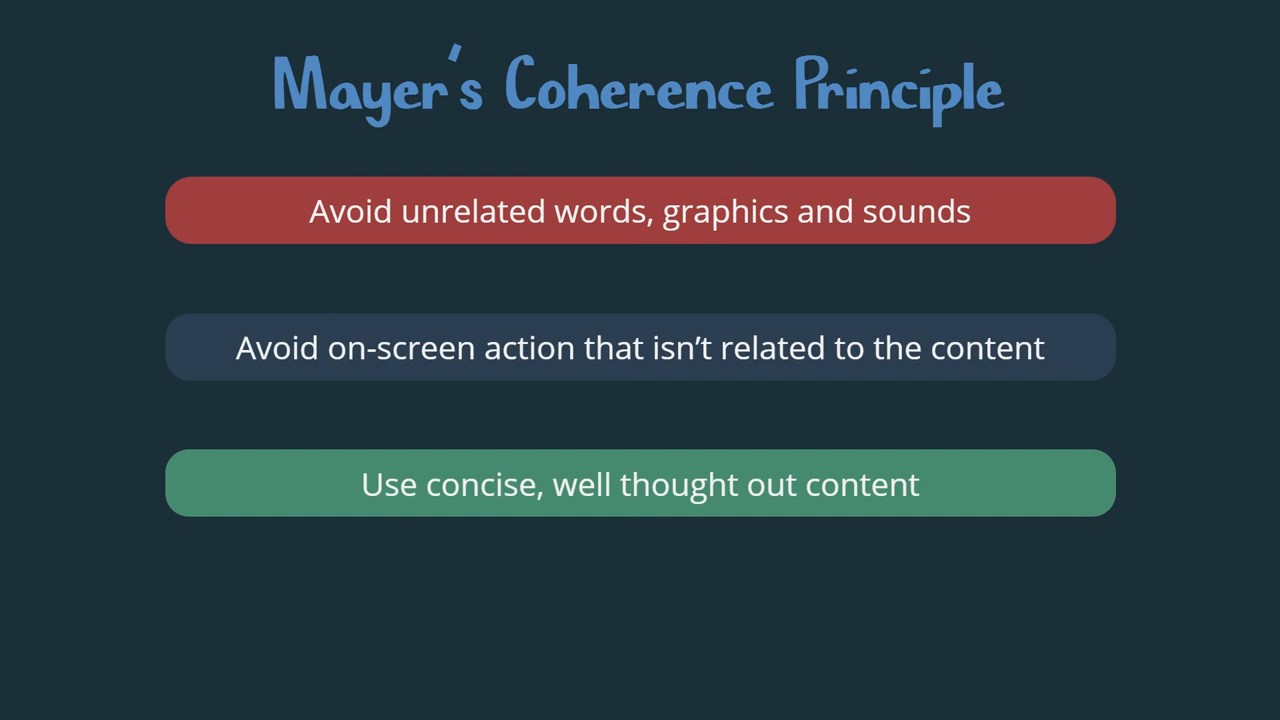 Mayer's Coherence Principle
Avoid unrelated words, graphics and sounds
Avoid on-screen action that isn’t related to the content
Use concise, well thought out content